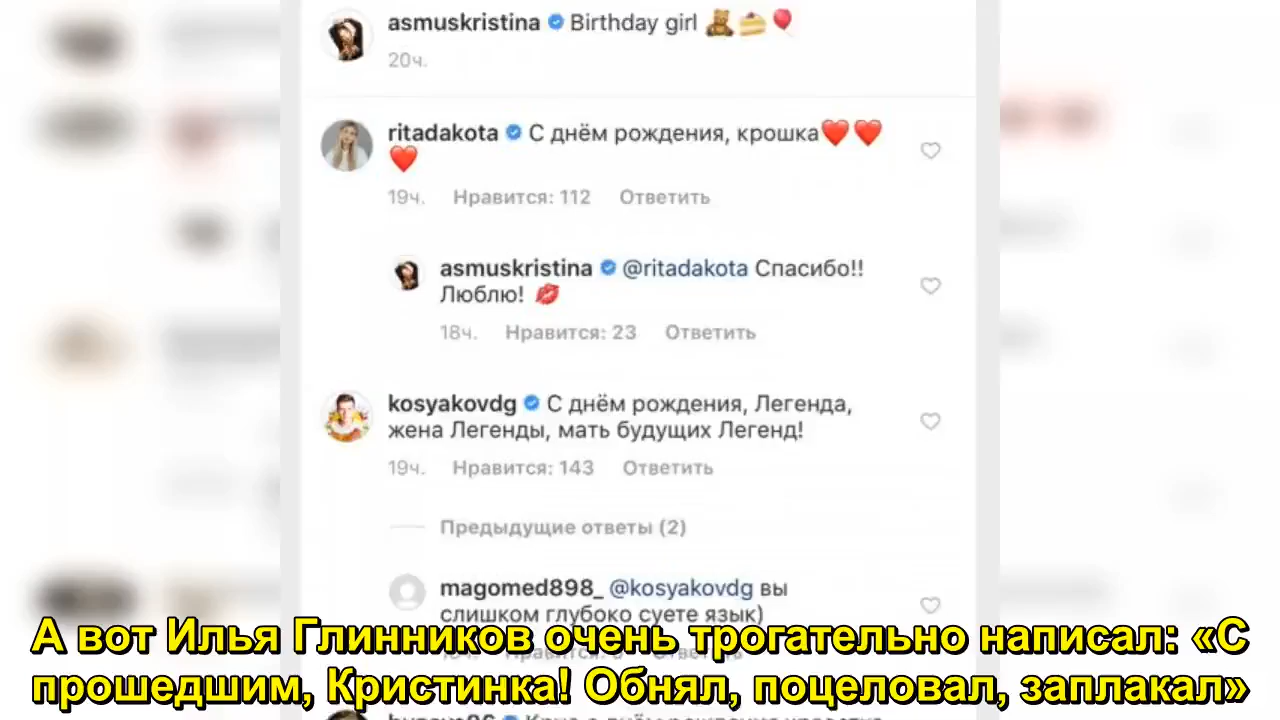 asmuskristina Birthday girl 🧸🍰🎈
20ч.
ritadakota С днём рождения, крошка❤️❤️
❤️
19ч. Нравится: 112 Ответить
asmuskristina @ritadakota Спасибо!!
Люблю! 💋
18ч. Нравится: 23 Ответить
kosyakovdg С днём рождения, Легенда,
жена Легенды, мать будущих Легенд!
19ч. Нравится: 143 Ответить
Предыдущие ответы (2)
magomed898_ @kosyakovdg вы
слишком глубоко суете язык)
А вот Илья Глинников очень трогательно написал: «С
прошедшим, Кристинка! Обнял, поцеловал, заплакал»